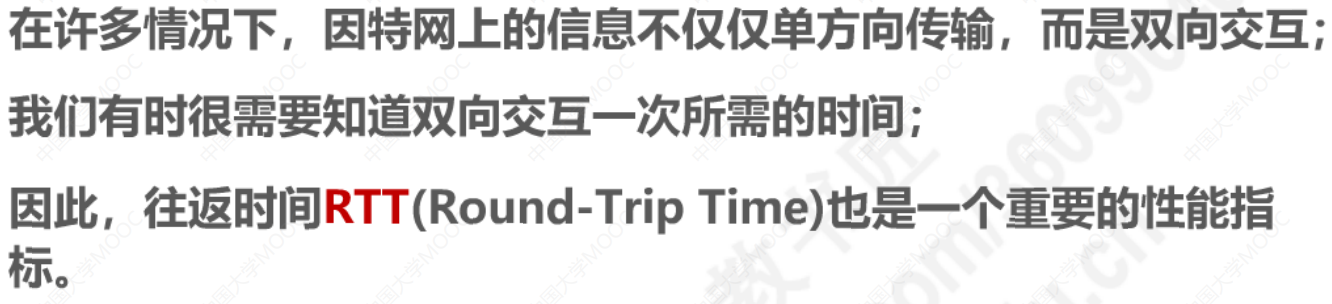 在许多情况下，因特网上的信息不仅仅单方向传输，而是双向交互；
我们有时很需要知道双向交互一次所需的时间；
因此，往返时间RTT(Round-Trip Time)也是一个重要的性能指
标。